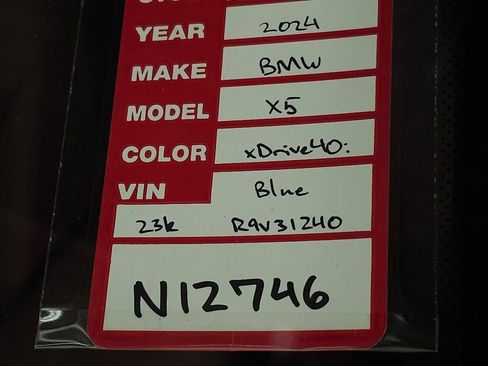 YEAR 2024
MAKE BMW
MODEL X5
COLOR xDrive40i
VIN Blue
23k R9V31240
N12746